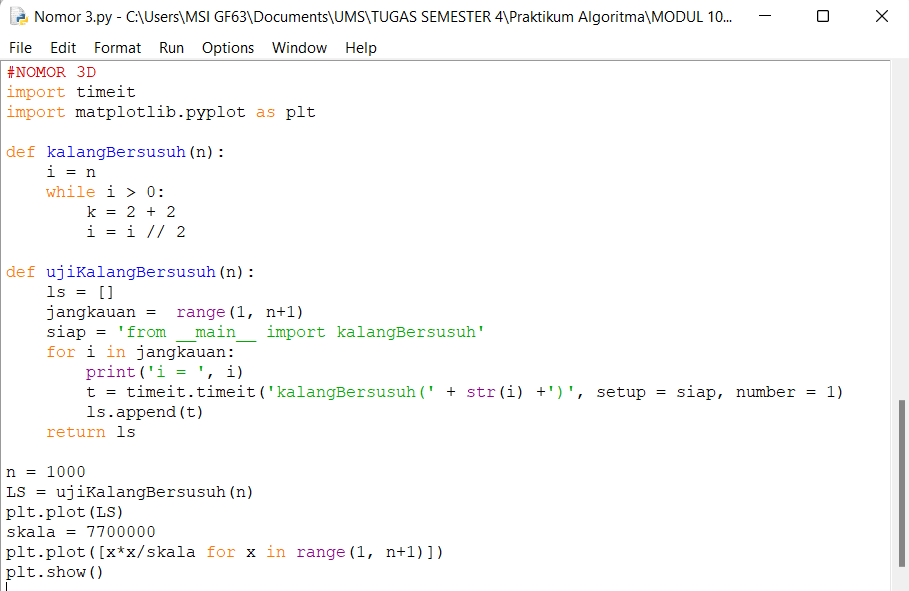 Nomor 3.py - C:\Users\MSI GF63\Documents\UMS\TUGAS SEMESTER 4\Praktikum Algoritma\MODUL 10...
File Edit Format Run Options Window Help
#NOMOR 3D
import timeit
import matplotlib.pyplot as plt

def kalangBersusuh(n):
    i = n
    while i > 0:
        k = 2 + 2
        i = i // 2

def ujiKalangBersusuh(n):
    ls = []
    jangkauan =  range(1, n+1)
    siap = 'from __main__ import kalangBersusuh'
    for i in jangkauan:
        print('i = ', i)
        t = timeit.timeit('kalangBersusuh(' + str(i) +')', setup = siap, number = 1)
        ls.append(t)
    return ls

n = 1000
LS = ujiKalangBersusuh(n)
plt.plot(LS)
skala = 7700000
plt.plot([x*x/skala for x in range(1, n+1)])
plt.show()